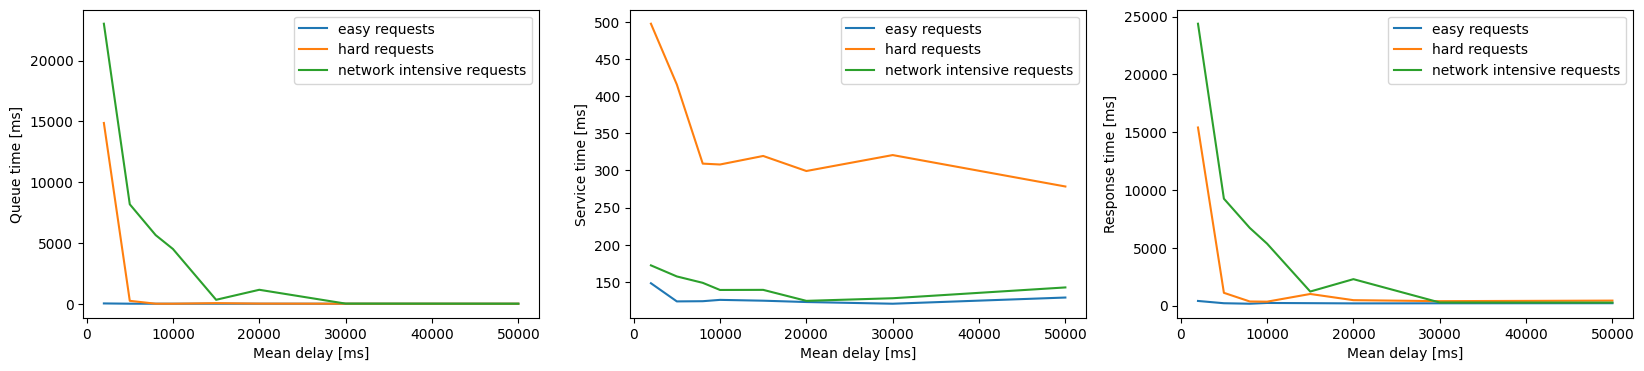 Queue time [ms]
20000
15000
10000
5000
0
easy requests
hard requests
network intensive requests
0 10000 20000 30000 40000 50000
Mean delay [ms]
Service time [ms]
500
450
400
350
300
250
200
150
easy requests
hard requests
network intensive requests
0 10000 20000 30000 40000 50000
Mean delay [ms]
Response time [ms]
25000
20000
15000
10000
5000
0
easy requests
hard requests
network intensive requests
0 10000 20000 30000 40000 50000
Mean delay [ms]